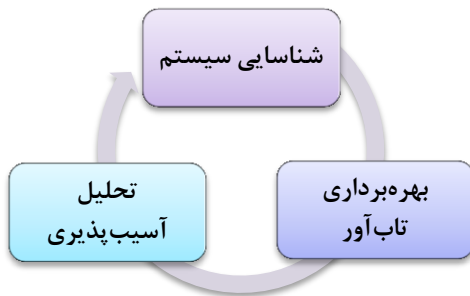 شناسایی سیستم
بهره‌برداری
تاب‌آور
تحلیل
آسیب‌پذیری